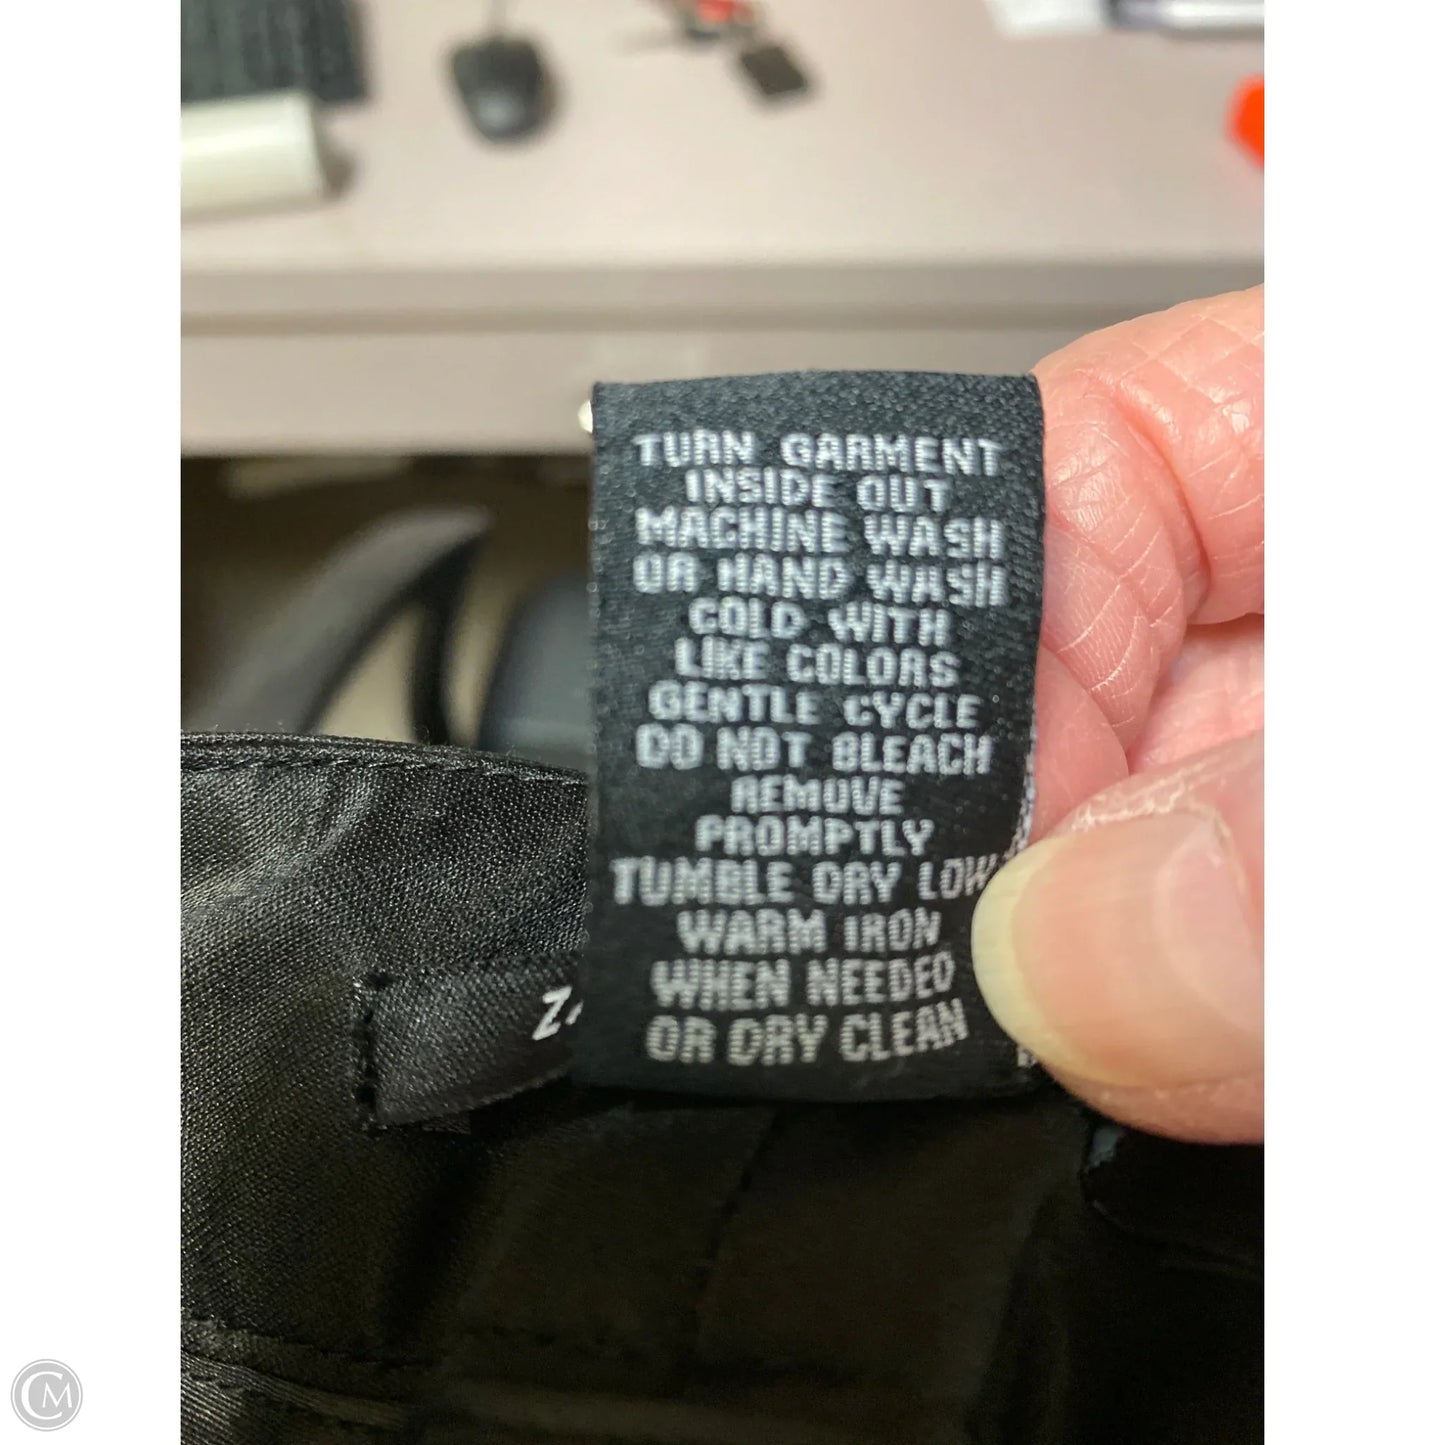 TURN GARMENT
INSIDE OUT
MACHINE WASH
OR HAND WASH
COLD WITH
LIKE COLORS
GENTLE CYCLE
DO NOT BLEACH
REMOVE
PROMPTLY
TUMBLE DRY LOW
WARM IRON
WHEN NEEDED
OR DRY CLEAN
CM